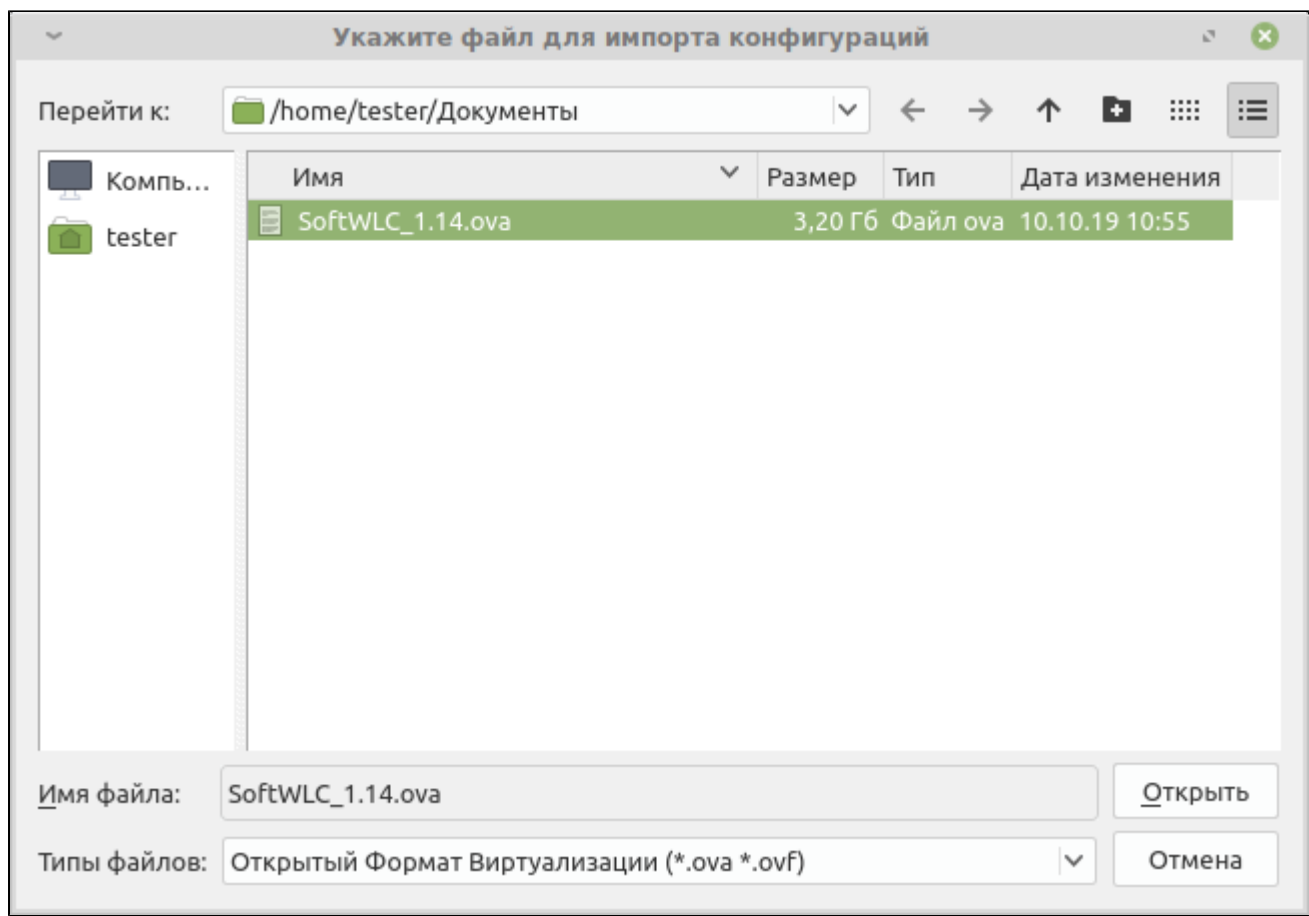 Укажите файл для импорта конфигураций
Перейти к: /home/tester/Документы
Компь...
tester
Имя Размер Тип Дата изменения
SoftWLC_1.14.ova 3,20 Гб Файл ova 10.10.19 10:55
Имя файла: SoftWLC_1.14.ova Открыть
Типы файлов: Открытый Формат Виртуализации (*.ova *.ovf) Отмена